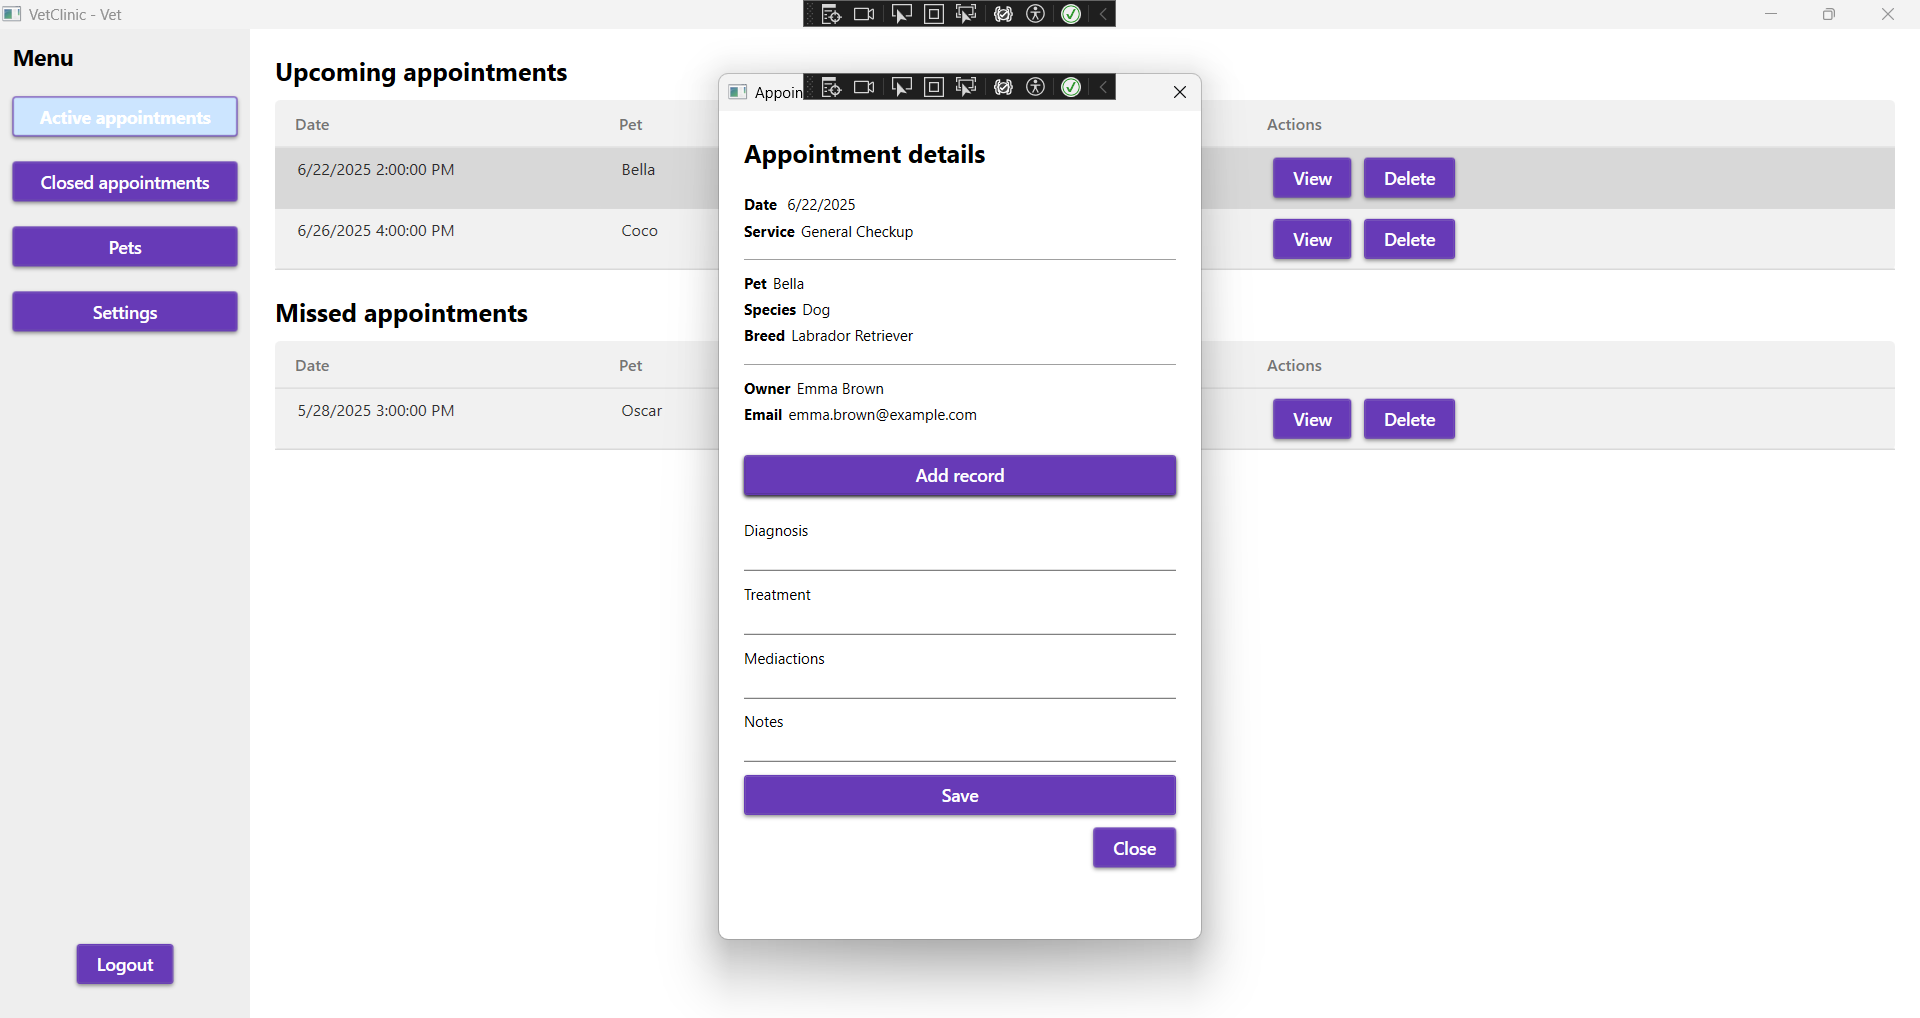 VetClinic - Vet
Menu
Active appointments
Closed appointments
Pets
Settings
Logout
Upcoming appointments
Date Pet Actions
6/22/2025 2:00:00 PM Bella View Delete
6/26/2025 4:00:00 PM Coco View Delete
Missed appointments
Date Pet Actions
5/28/2025 3:00:00 PM Oscar View Delete
Appoin
Appointment details
Date 6/22/2025
Service General Checkup
Pet Bella
Species Dog
Breed Labrador Retriever
Owner Emma Brown
Email emma.brown@example.com
Add record
Diagnosis
Treatment
Mediactions
Notes
Save
Close